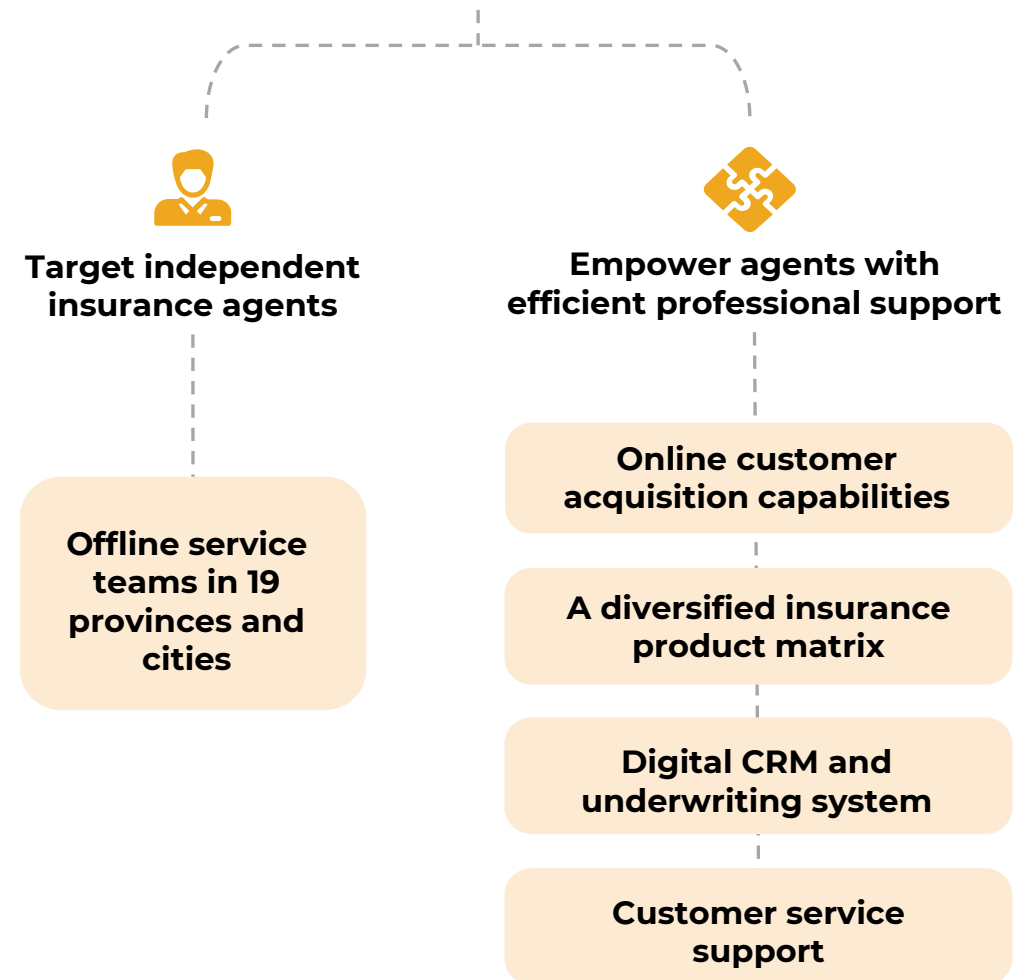 Target independent
insurance agents
Offline service
teams in 19
provinces and
cities
Empower agents with
efficient professional support
Online customer
acquisition capabilities
A diversified insurance
product matrix
Digital CRM and
underwriting system
Customer service
support